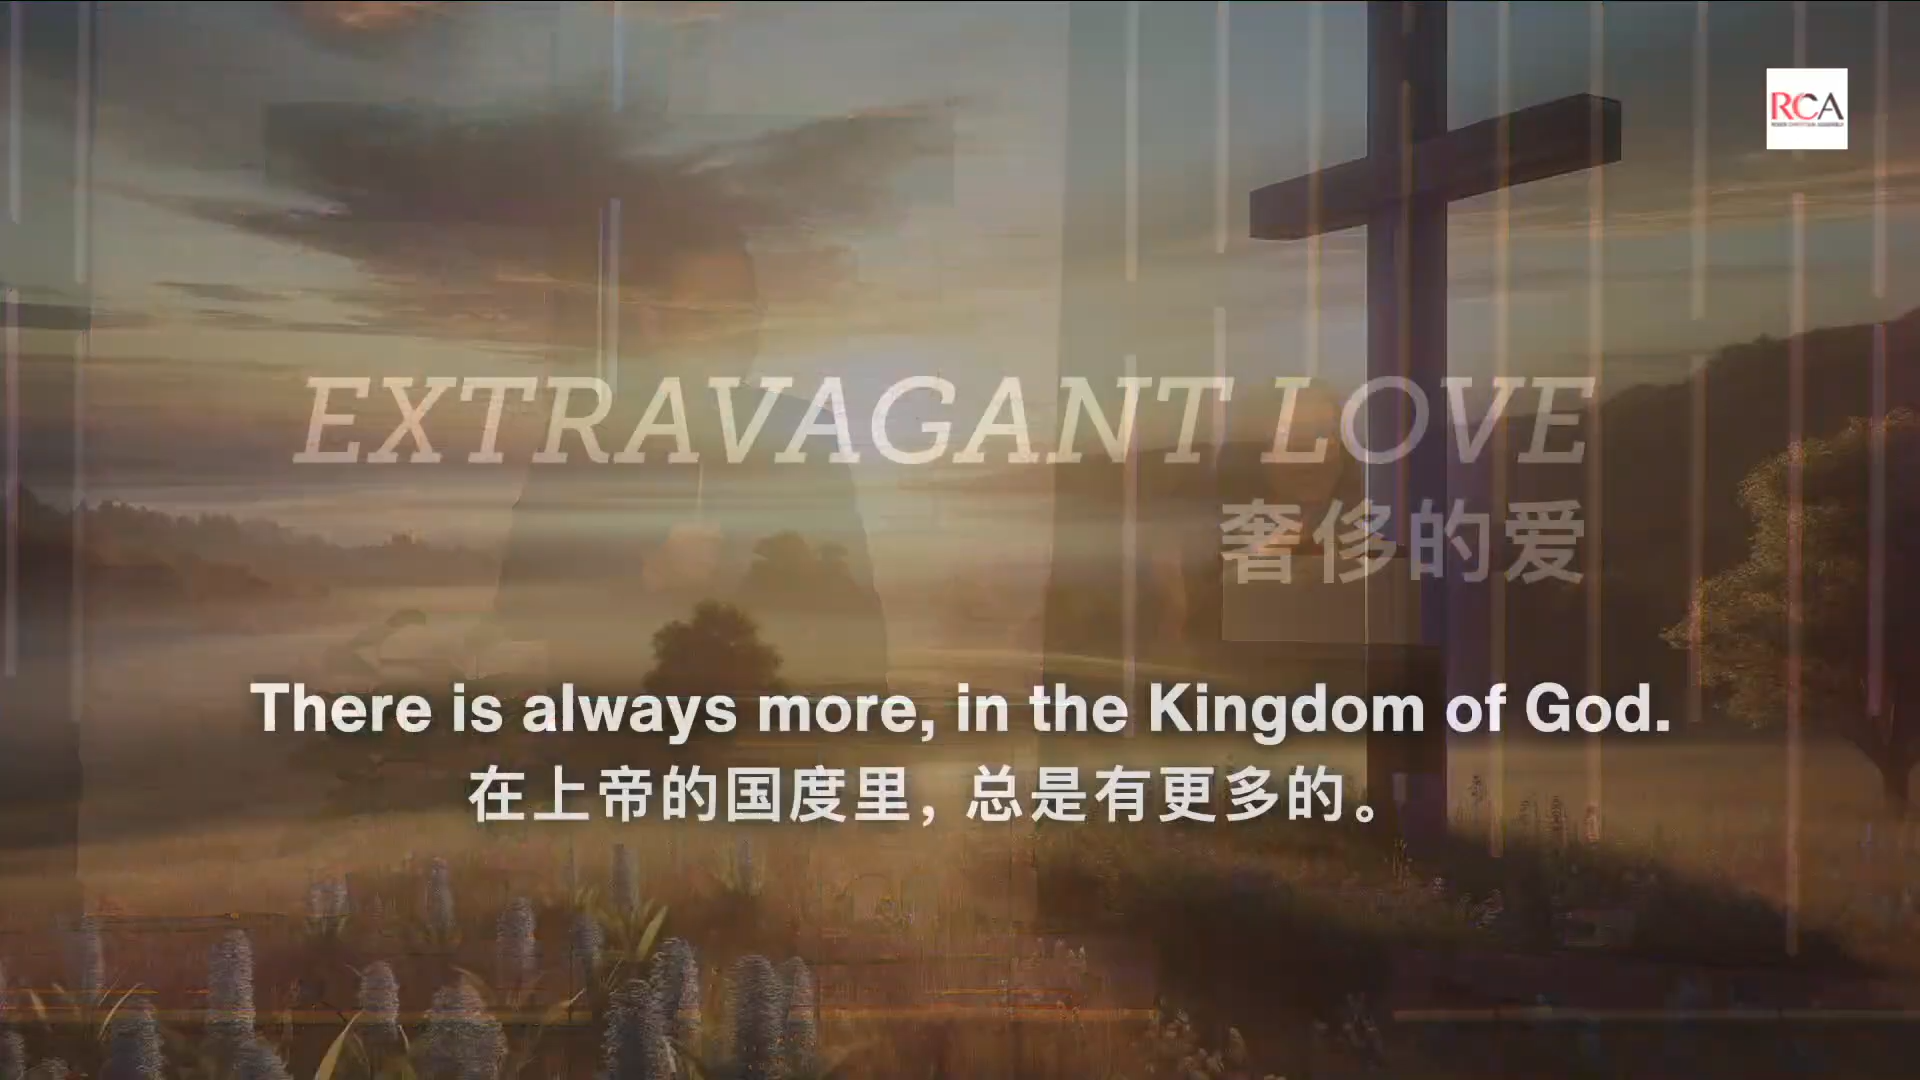 RCA
EXTRAVAGANT LOVE
奢侈的爱
There is always more, in the Kingdom of God.
在上帝的国度里，总是有更多的。